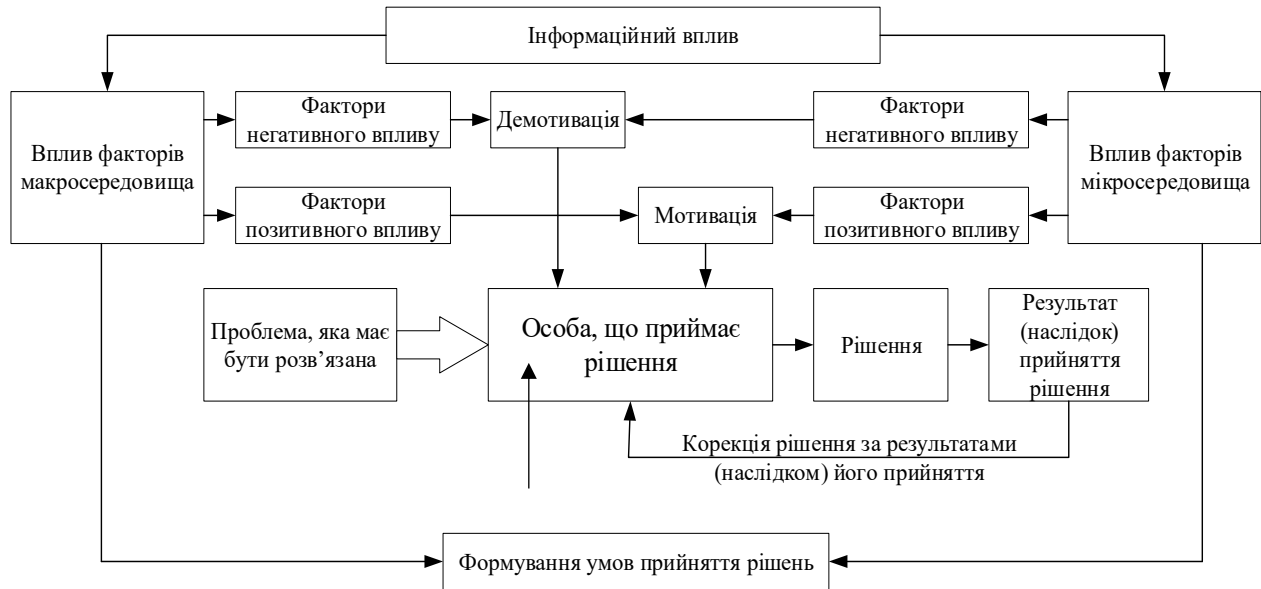 Інформаційний вплив
Вплив факторів
макросередовища
Фактори
негативного впливу
Демотивація
Фактори
негативного впливу
Вплив факторів
мікросередовища
Фактори
позитивного впливу
Мотивація
Фактори
позитивного впливу
Проблема, яка має
бути розв’язана
Особа, що приймає
рішення
Рішення
Результат
(наслідок)
прийняття
рішення
Корекція рішення за результатами
(наслідком) його прийняття
Формування умов прийняття рішень